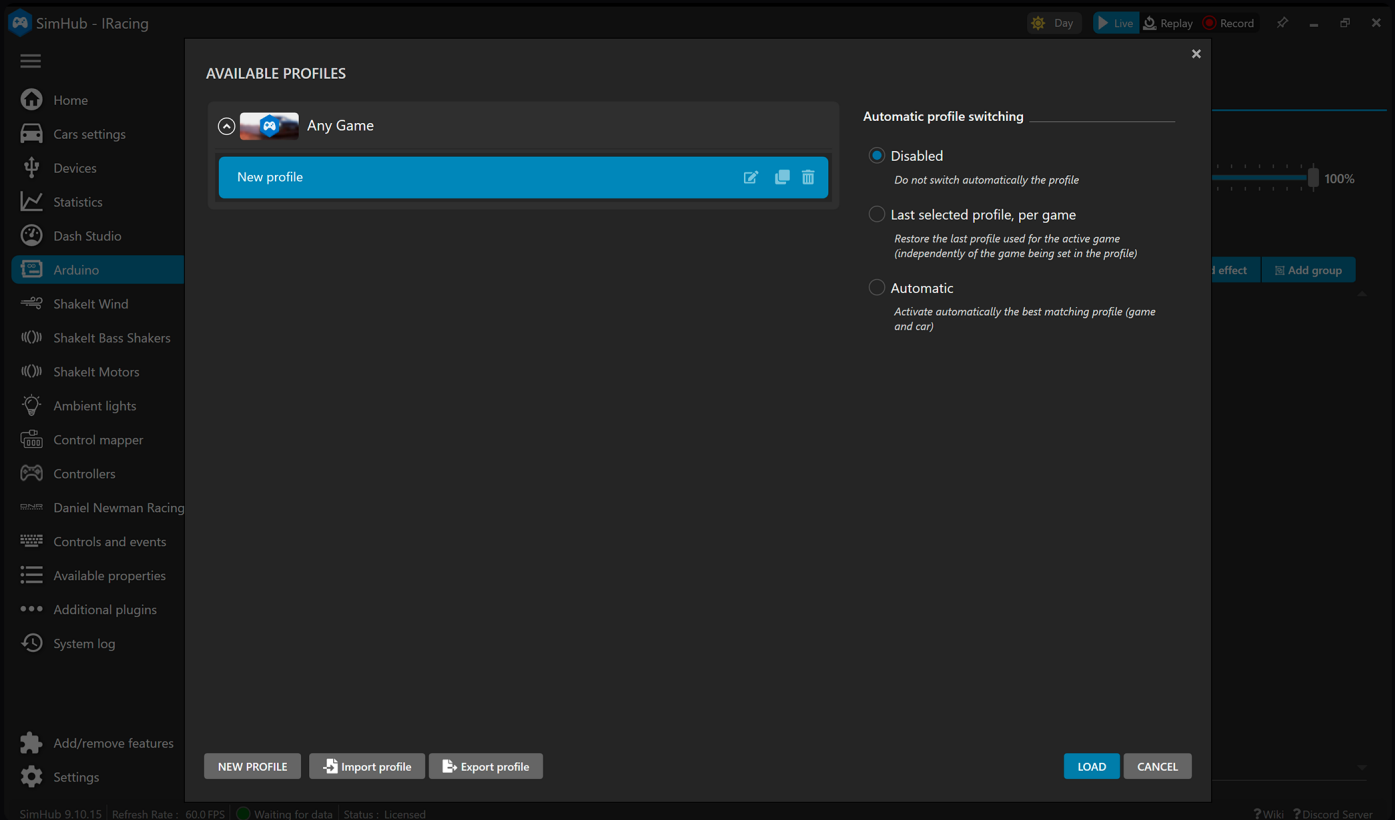 SimHub - IRacing
Day
Live
Replay
Record
Home
Cars settings
Devices
Statistics
Dash Studio
Arduino
ShakeIt Wind
ShakeIt Bass Shakers
ShakeIt Motors
Ambient lights
Control mapper
Controllers
DNR Daniel Newman Racing
Controls and events
Available properties
Additional plugins
System log
Add/remove features
Settings
AVAILABLE PROFILES
Any Game
New profile
Automatic profile switching
Disabled
Do not switch automatically the profile
Last selected profile, per game
Restore the last profile used for the active game
(independently of the game being set in the profile)
Automatic
Activate automatically the best matching profile (game
and car)
100%
d effect
Add group
NEW PROFILE
Import profile
Export profile
LOAD
CANCEL
SimHub 9.10.15
Refresh Rate : 60.0 FPS
Waiting for data
Status : Licensed
? Wiki
? Discord Server